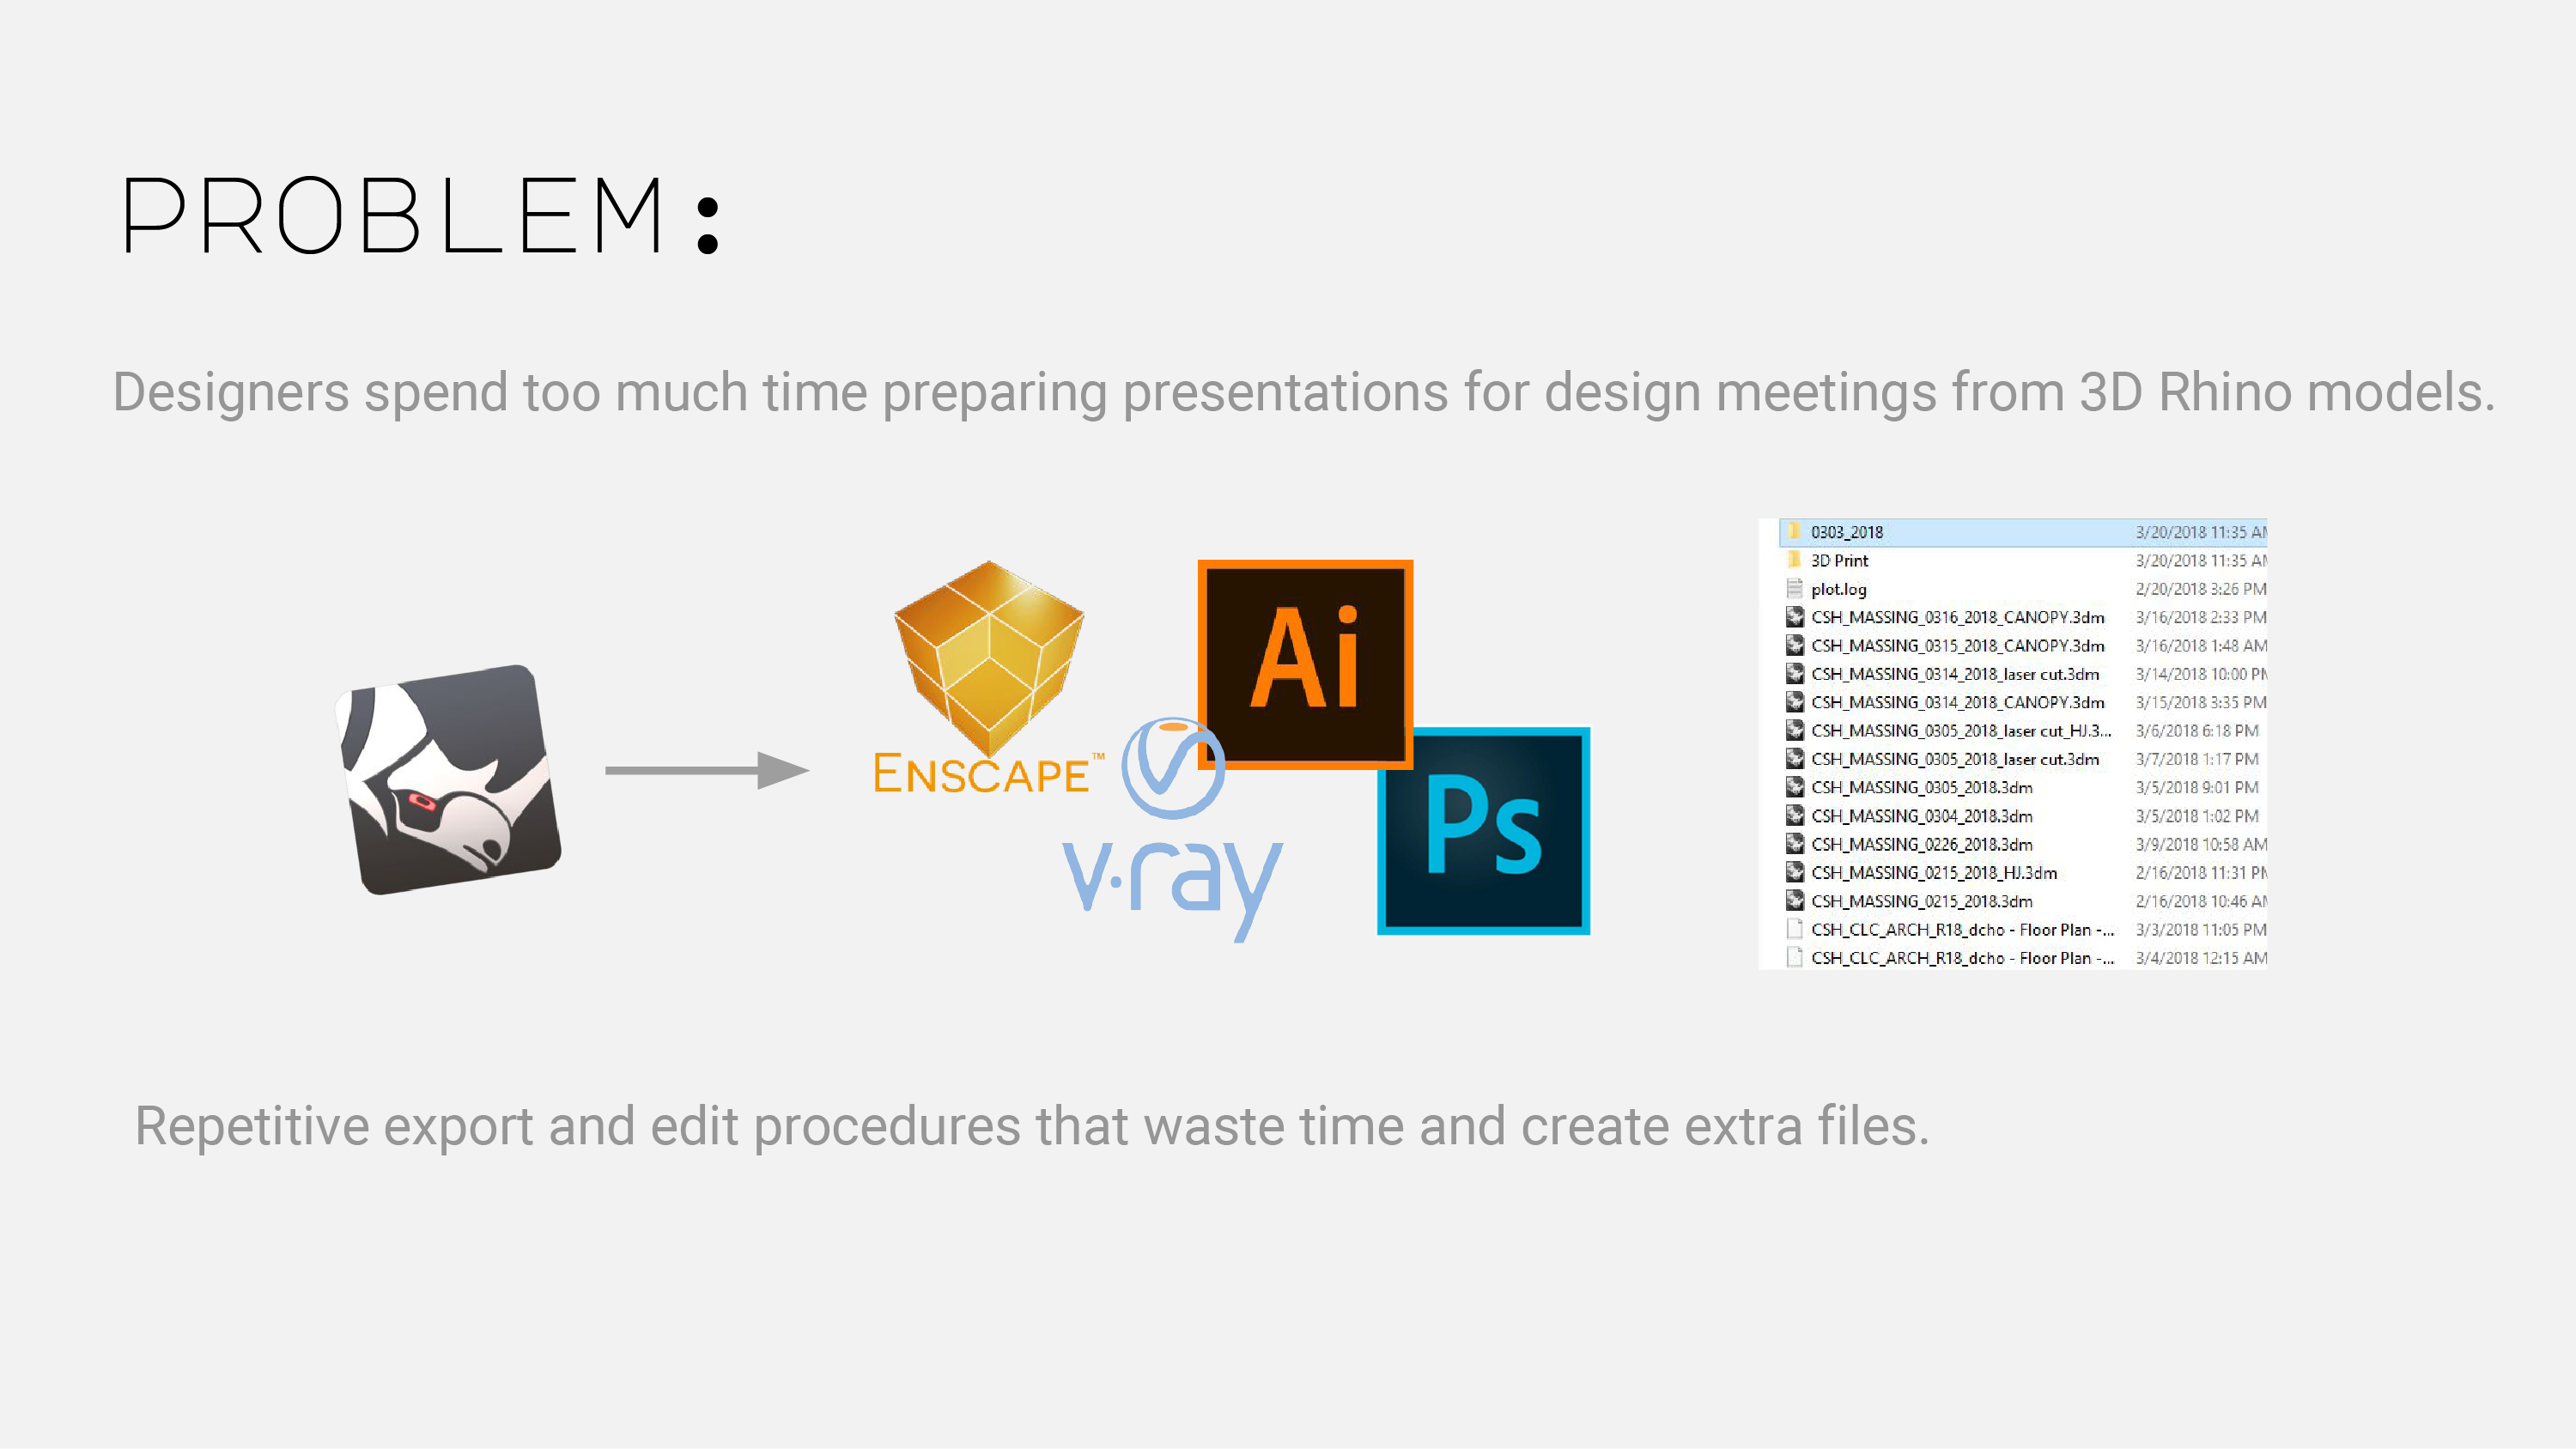 PROBLEM:
Designers spend too much time preparing presentations for design meetings from 3D Rhino models.
ENSCAPE™
v·ray
Ai
Ps
0303_2018 3/20/2018 11:35 AM
3D Print 3/20/2018 11:35 AM
plot.log 2/20/2018 3:26 PM
CSH_MASSING_0316_2018_CANOPY.3dm 3/16/2018 2:33 PM
CSH_MASSING_0315_2018_CANOPY.3dm 3/16/2018 1:48 AM
CSH_MASSING_0314_2018_laser cut.3dm 3/14/2018 10:00 PM
CSH_MASSING_0314_2018_CANOPY.3dm 3/15/2018 3:35 PM
CSH_MASSING_0305_2018_laser cut_HJ.3... 3/6/2018 6:18 PM
CSH_MASSING_0305_2018_laser cut.3dm 3/7/2018 1:17 PM
CSH_MASSING_0305_2018.3dm 3/5/2018 9:01 PM
CSH_MASSING_0304_2018.3dm 3/5/2018 1:02 PM
CSH_MASSING_0226_2018.3dm 3/9/2018 10:58 AM
CSH_MASSING_0215_2018_HJ.3dm 2/16/2018 11:31 PM
CSH_MASSING_0215_2018.3dm 2/16/2018 10:46 AM
CSH_CLC_ARCH_R18_dcho - Floor Plan -... 3/3/2018 11:05 PM
CSH_CLC_ARCH_R18_dcho - Floor Plan -... 3/4/2018 12:15 AM
Repetitive export and edit procedures that waste time and create extra files.